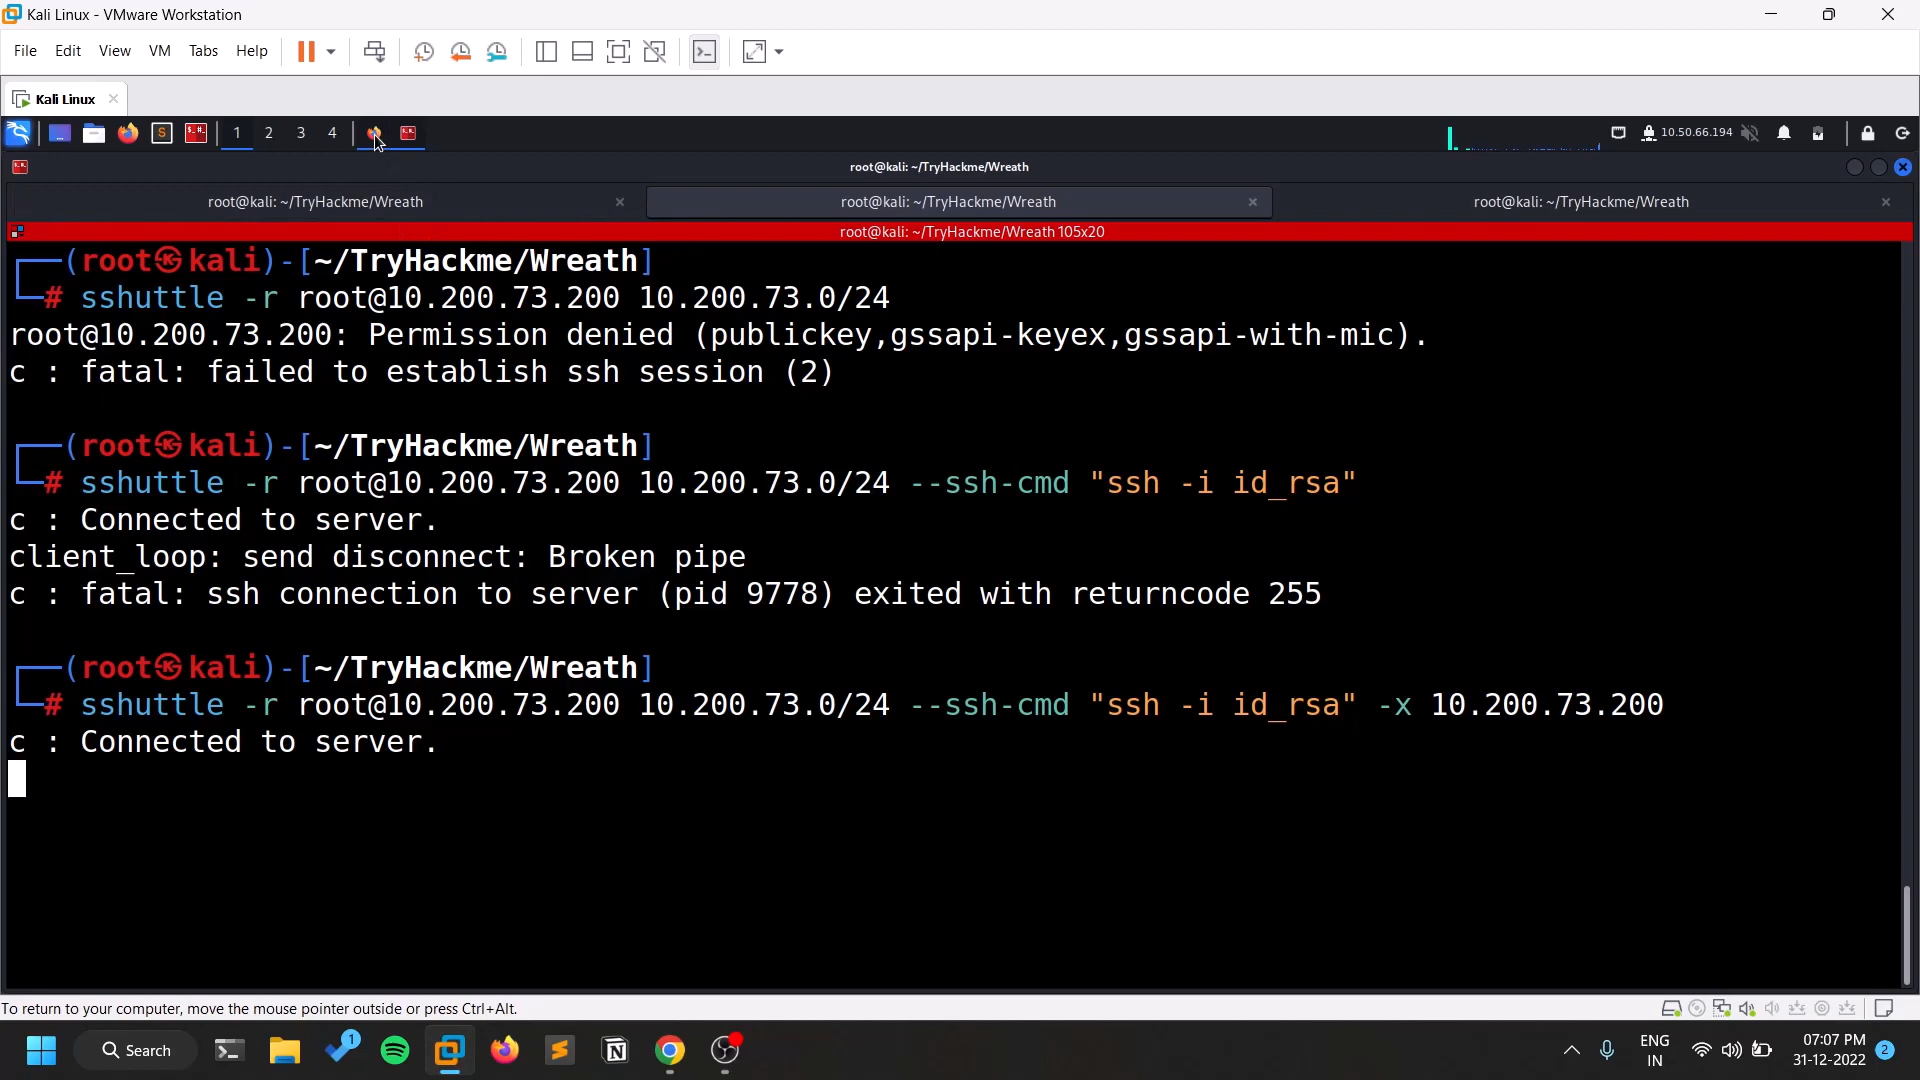 Kali Linux - VMware Workstation
File Edit View VM Tabs Help
Kali Linux
1 2 3 4
10.50.66.194
root@kali: ~/TryHackme/Wreath
root@kali: ~/TryHackme/Wreath
root@kali: ~/TryHackme/Wreath
root@kali: ~/TryHackme/Wreath
root@kali: ~/TryHackme/Wreath 105x20
┌──(root㉿kali)-[~/TryHackme/Wreath]
└─# sshuttle -r root@10.200.73.200 10.200.73.0/24
root@10.200.73.200: Permission denied (publickey,gssapi-keyex,gssapi-with-mic).
c : fatal: failed to establish ssh session (2)
┌──(root㉿kali)-[~/TryHackme/Wreath]
└─# sshuttle -r root@10.200.73.200 10.200.73.0/24 --ssh-cmd "ssh -i id_rsa"
c : Connected to server.
client_loop: send disconnect: Broken pipe
c : fatal: ssh connection to server (pid 9778) exited with returncode 255
┌──(root㉿kali)-[~/TryHackme/Wreath]
└─# sshuttle -r root@10.200.73.200 10.200.73.0/24 --ssh-cmd "ssh -i id_rsa" -x 10.200.73.200
c : Connected to server.
To return to your computer, move the mouse pointer outside or press Ctrl+Alt.
Search
1
ENG
IN
07:07 PM
31-12-2022
2